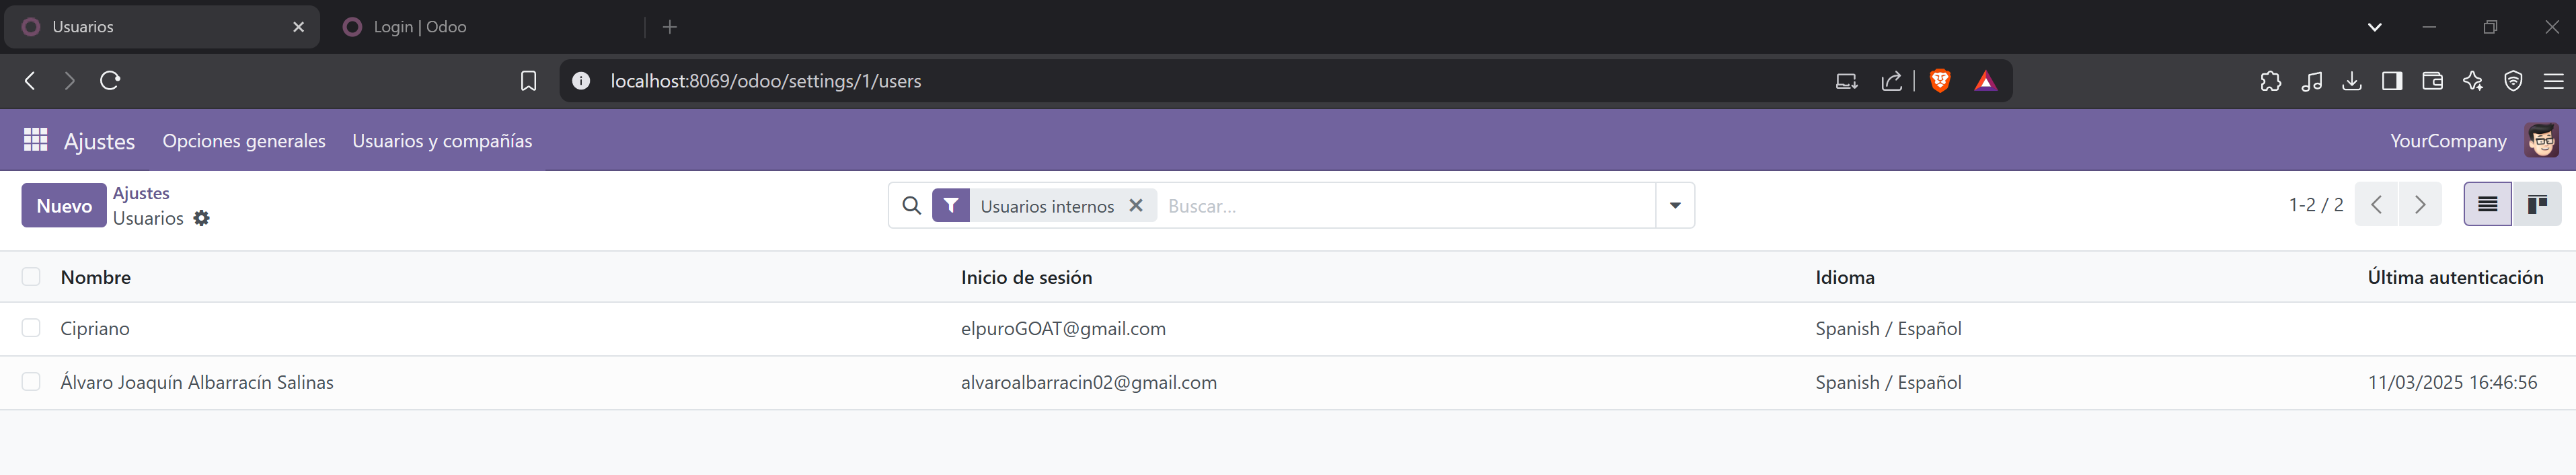 Usuarios
Login | Odoo
localhost:8069/odoo/settings/1/users
Ajustes Opciones generales Usuarios y compañías YourCompany
Nuevo
Ajustes
Usuarios
Usuarios internos Buscar...
1-2 / 2
Nombre Inicio de sesión Idioma Última autenticación
Cipriano elpuroGOAT@gmail.com Spanish / Español
Álvaro Joaquín Albarracín Salinas alvaroalbarracin02@gmail.com Spanish / Español 11/03/2025 16:46:56